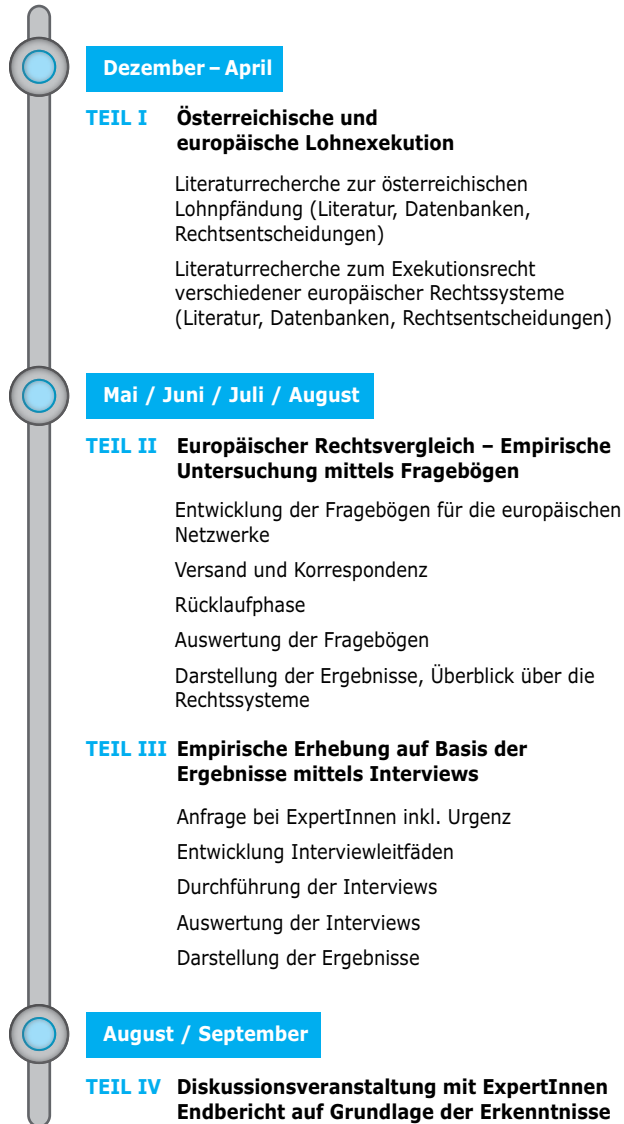 Dezember – April
TEIL I Österreichische und
europäische Lohnexekution
Literaturrecherche zur österreichischen
Lohnpfändung (Literatur, Datenbanken,
Rechtsentscheidungen)
Literaturrecherche zum Exekutionsrecht
verschiedener europäischer Rechtssysteme
(Literatur, Datenbanken, Rechtsentscheidungen)
Mai / Juni / Juli / August
TEIL II Europäischer Rechtsvergleich – Empirische
Untersuchung mittels Fragebögen
Entwicklung der Fragebögen für die europäischen
Netzwerke
Versand und Korrespondenz
Rücklaufphase
Auswertung der Fragebögen
Darstellung der Ergebnisse, Überblick über die
Rechtssysteme
TEIL III Empirische Erhebung auf Basis der
Ergebnisse mittels Interviews
Anfrage bei ExpertInnen inkl. Urgenz
Entwicklung Interviewleitfäden
Durchführung der Interviews
Auswertung der Interviews
Darstellung der Ergebnisse
August / September
TEIL IV Diskussionsveranstaltung mit ExpertInnen
Endbericht auf Grundlage der Erkenntnisse